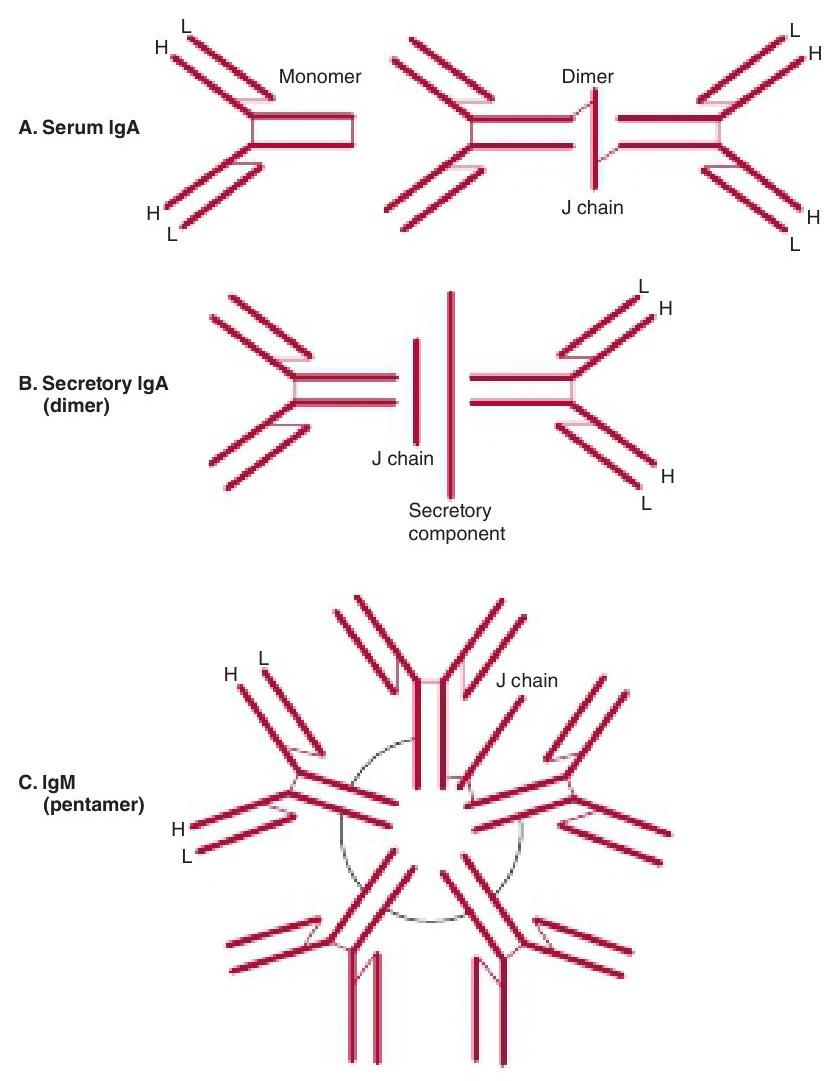 L
H
Monomer
Dimer
L
H
A. Serum IgA
H
L
J chain
H
L
L
H
B. Secretory IgA
(dimer)
J chain
H
L
Secretory
component
L
H
J chain
C. IgM
(pentamer)
H
L